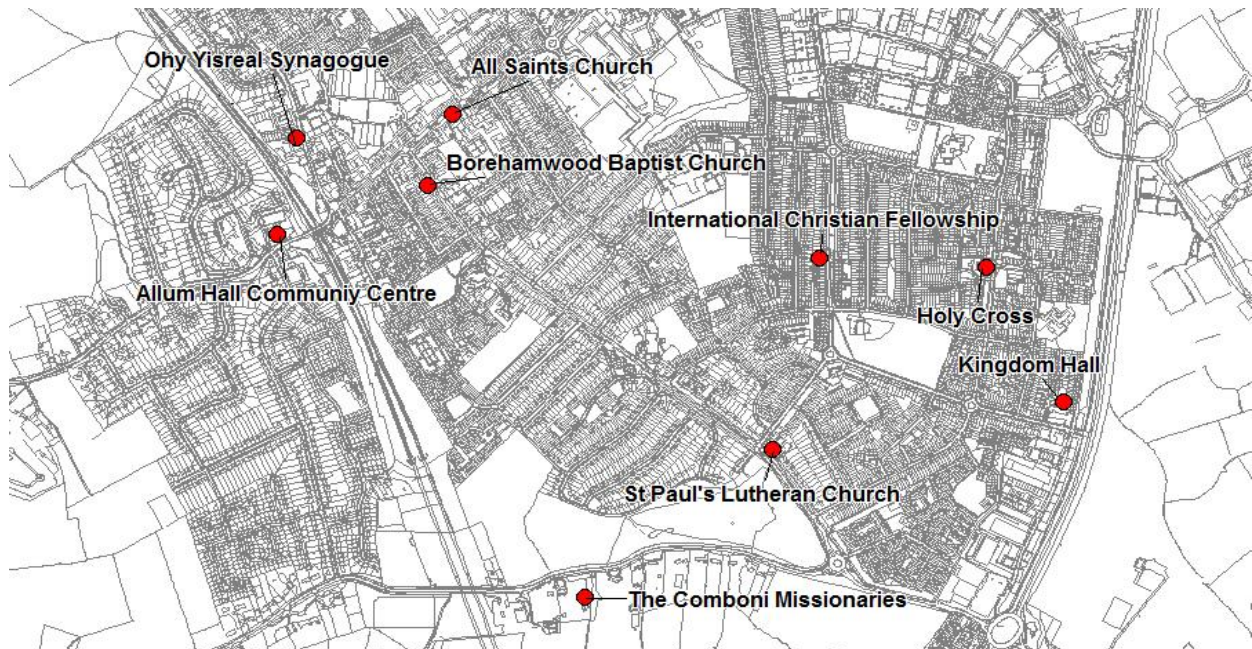 Ohy Yisreal Synagogue
All Saints Church
Borehamwood Baptist Church
International Christian Fellowship
Allum Hall Communiy Centre
Holy Cross
Kingdom Hall
St Paul's Lutheran Church
The Comboni Missionaries